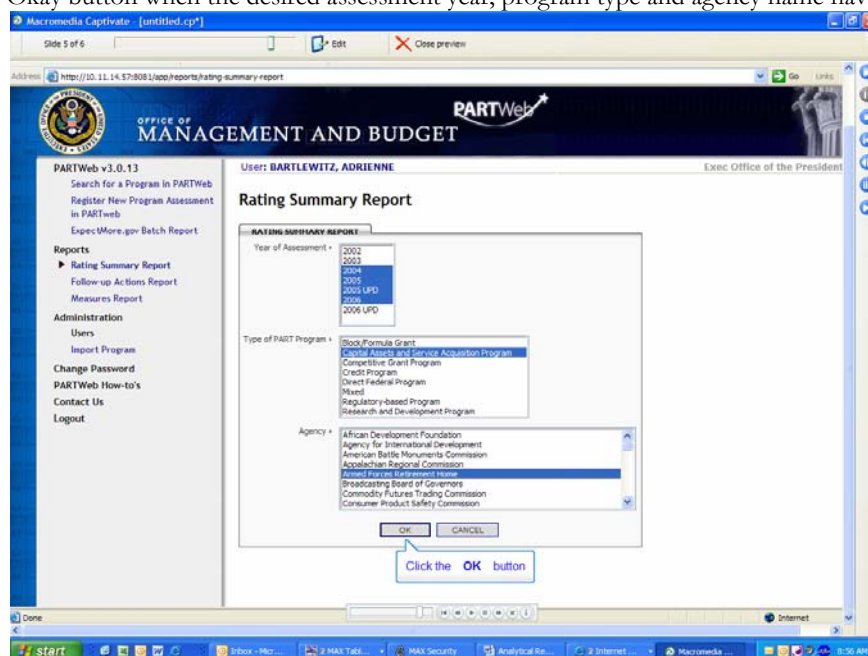 Okay button when the desired assessment year, program type and agency name hav
Macromedia Captivate - [untitled.cp*]
Slide 5 of 6
Edit
Close preview
Address
http://10.11.14.57:8081/app/reports/rating-summary-report
Go
Links
OFFICE OF
MANAGEMENT AND BUDGET
PARTWeb
PARTWeb v3.0.13
Search for a Program in PARTWeb
Register New Program Assessment
in PARTweb
ExpectMore.gov Batch Report
Reports
Rating Summary Report
Follow-up Actions Report
Measures Report
Administration
Users
Import Program
Change Password
PARTWeb How-to's
Contact Us
Logout
User: BARTLEWITZ, ADRIENNE
Exec Office of the President
Rating Summary Report
RATING SUMMARY REPORT
Year of Assessment
2002
2003
2004
2005
2005 UPD
2006
2006 UPD
Type of PART Program
Block/Formula Grant
Capital Assets and Service Acquisition Program
Competitive Grant Program
Credit Program
Direct Federal Program
Mixed
Regulatory-based Program
Research and Development Program
Agency
African Development Foundation
Agency for International Development
American Battle Monuments Commission
Appalachian Regional Commission
Armed Forces Retirement Home
Broadcasting Board of Governors
Commodity Futures Trading Commission
Consumer Product Safety Commission
OK
CANCEL
Click the OK button
Done
Internet
start
Inbox - Micr...
2 MAX Tabl...
MAX Security
Analytical Re...
2 Internet ...
Macromedia ...
8:56 AM